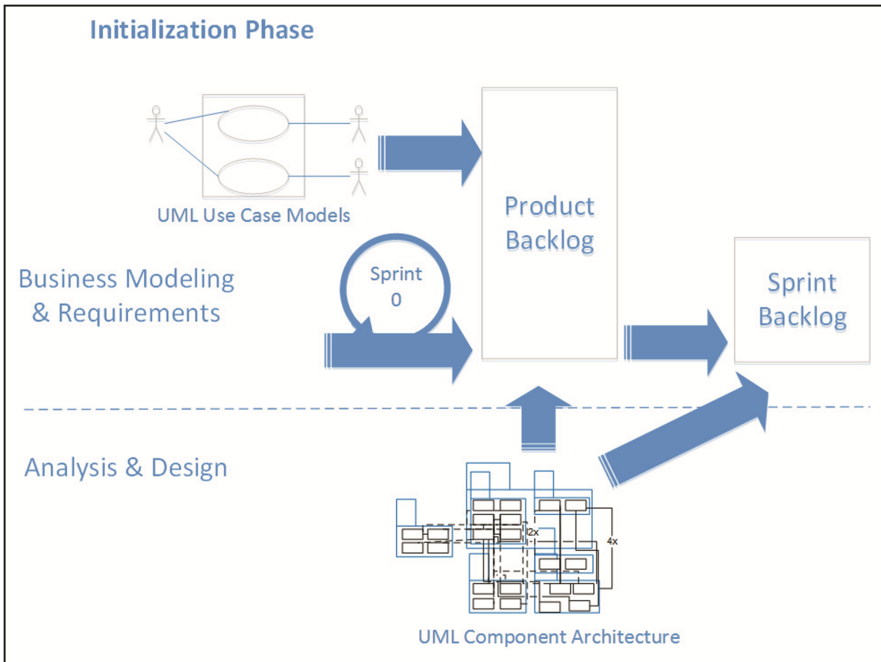 Initialization Phase
UML Use Case Models
Product
Backlog
Business Modeling
& Requirements
Sprint
0
Sprint
Backlog
Analysis & Design
2x
4x
UML Component Architecture